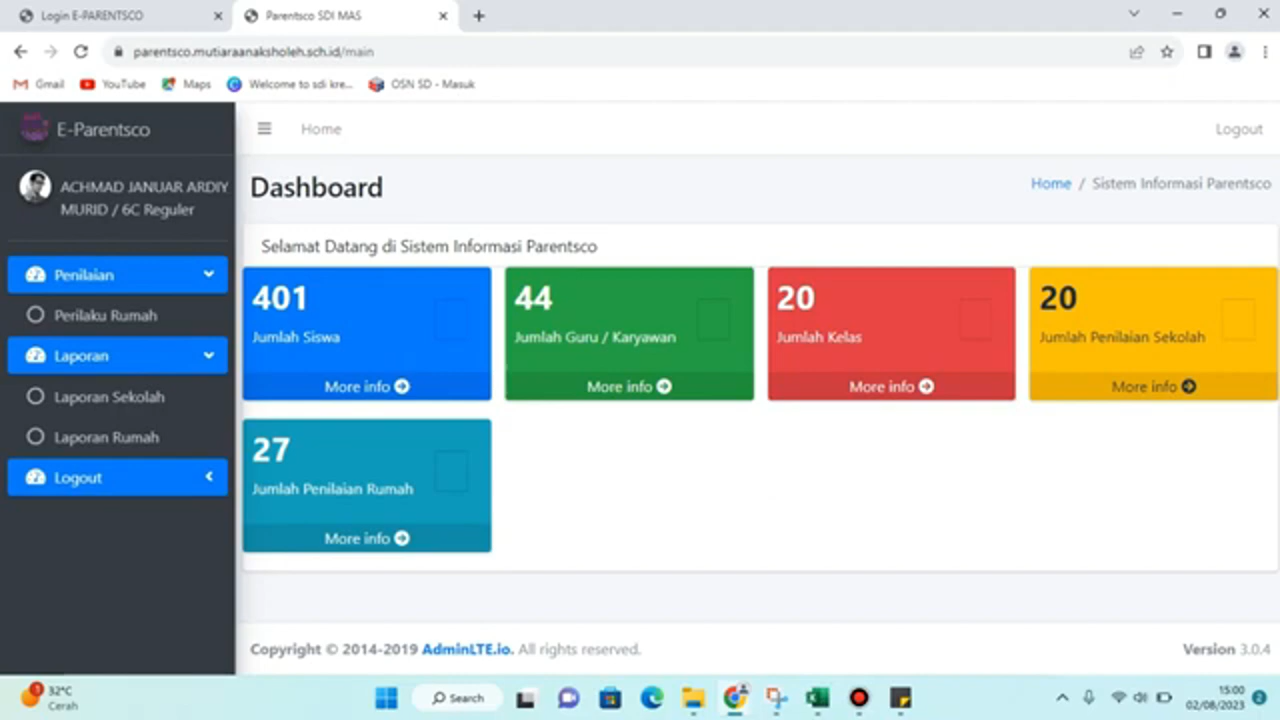 Login E-PARENTSCO
Parentsco SDI MAS
parentsco.mutiaraanaksholeh.sch.id/main
Gmail
YouTube
Maps
Welcome to sdi kre...
OSN SD - Masuk
E-Parentsco
Home
Logout
ACHMAD JANUAR ARDIY
MURID / 6C Reguler
Dashboard
Home / Sistem Informasi Parentsco
Penilaian
Perilaku Rumah
Laporan
Laporan Sekolah
Laporan Rumah
Logout
Selamat Datang di Sistem Informasi Parentsco
401
Jumlah Siswa
More info
44
Jumlah Guru / Karyawan
More info
20
Jumlah Kelas
More info
20
Jumlah Penilaian Sekolah
More info
27
Jumlah Penilaian Rumah
More info
Copyright © 2014-2019 AdminLTE.io. All rights reserved.
Version 3.0.4
1
32°C
Cerah
Search
15:00
02/08/2023
2